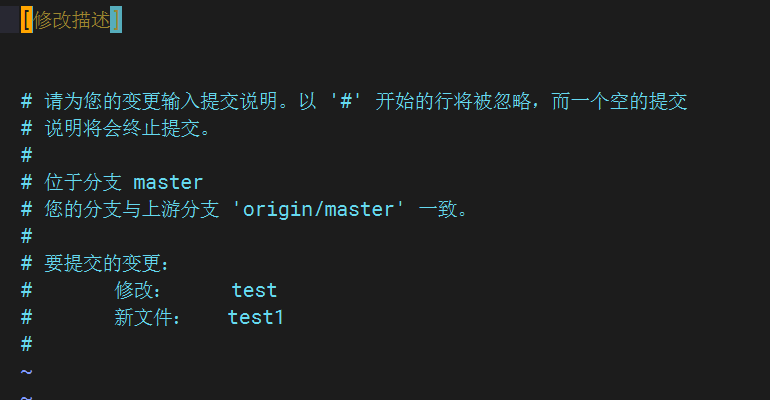 [修改描述]
# 请为您的变更输入提交说明。以 '#' 开始的行将被忽略，而一个空的提交
# 说明将会终止提交。
#
# 位于分支 master
# 您的分支与上游分支 'origin/master' 一致。
#
# 要提交的变更：
#       修改：     test
#       新文件：   test1
#
~
~